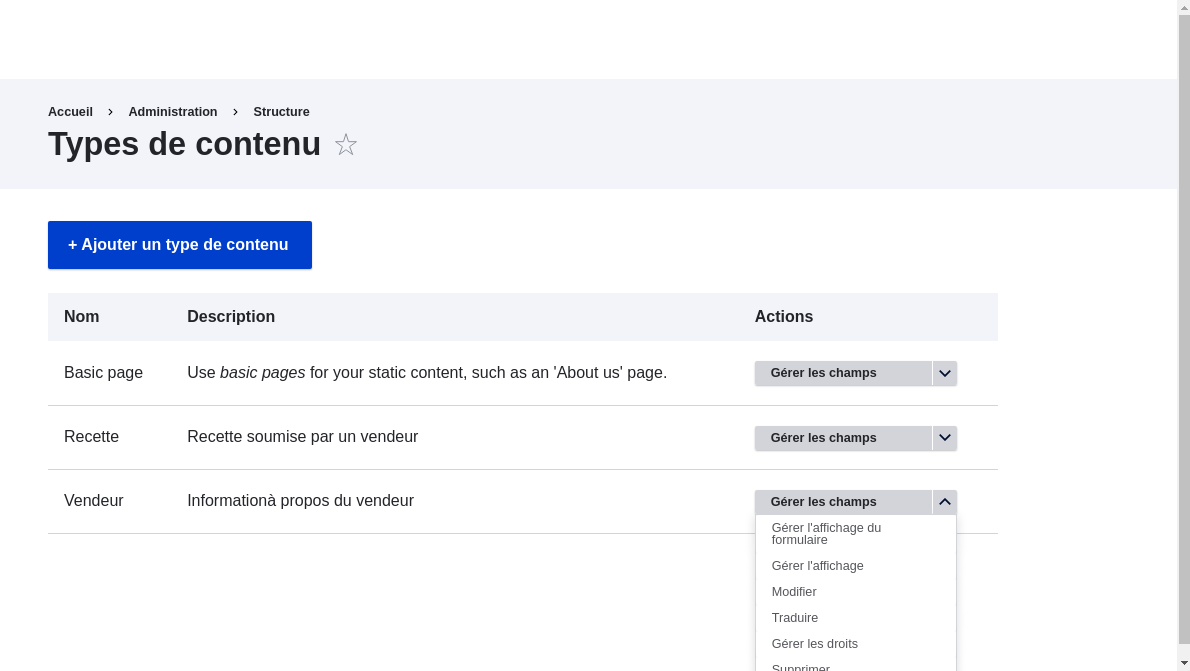 Accueil › Administration › Structure
Types de contenu
+ Ajouter un type de contenu
Nom Description Actions
Basic page Use basic pages for your static content, such as an 'About us' page. Gérer les champs
Recette Recette soumise par un vendeur Gérer les champs
Vendeur Informationà propos du vendeur Gérer les champs
Gérer l'affichage du
formulaire
Gérer l'affichage
Modifier
Traduire
Gérer les droits
Supprimer